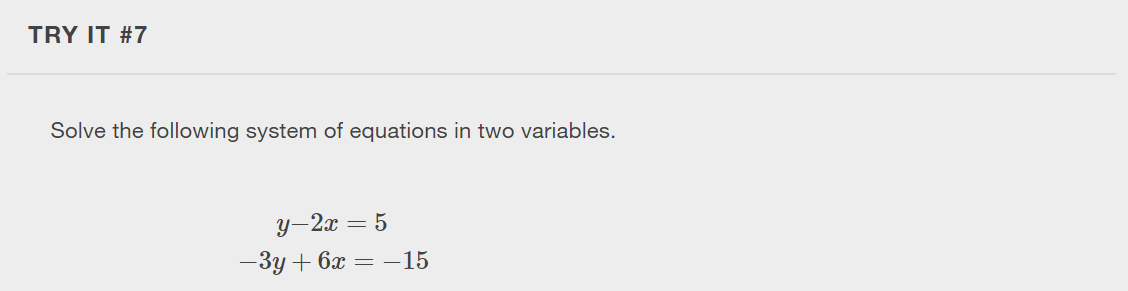 TRY IT #7
Solve the following system of equations in two variables.
y−2x = 5
−3y + 6x = −15